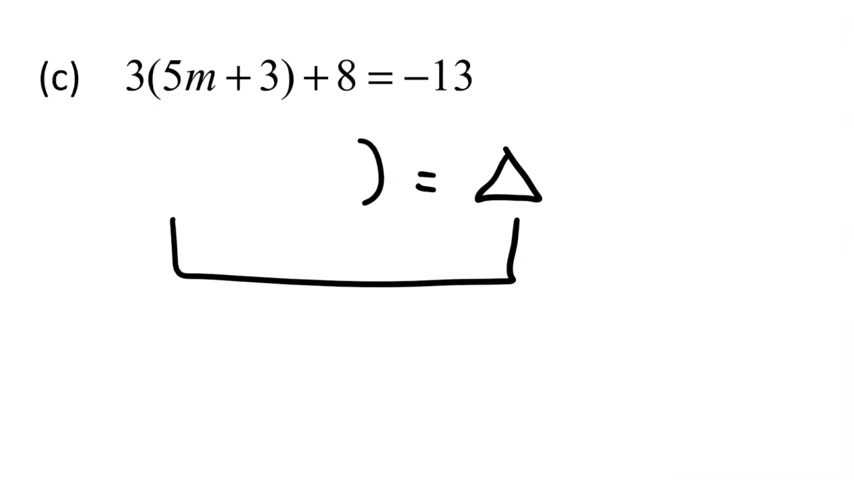 (c) 3(5m + 3) + 8 = −13
) = Δ